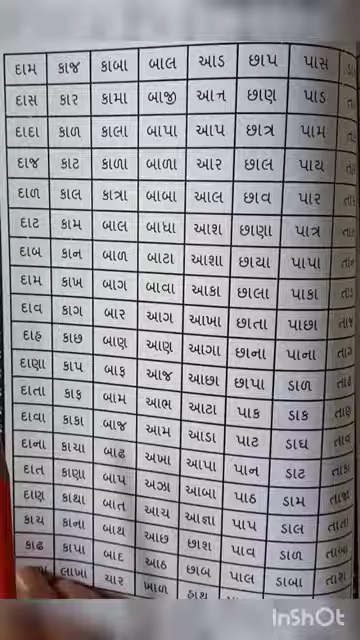 દામ કાજ કાબા બાલ આડ છાપ પાસ
દાસ કાર કામા બાજી આન છાણ પાડ
દાદા કાળ કાલા બાપા આપ છાત્ર પામ
દાજ કાટ કાળા બાળા આર છાલ પાય
દાળ કાલ કાત્રા બાબા આલ છાવ પાર
દાટ કામ બાલ બાધા આશ છાણા પાત્ર
દાબ કાન બાળ બાટા આશા છાયા પાપા
દામ કાખ બાગ બાવા આકા છાલા પાકા
દાવ કાગ બાર આગ આખા છાતા પાછા
દાહ કાછ બાણ આણ આગા છાના પાના
દાણા કાપ બાફ આજ આછા છાપા ડાળ
દાતા કાફ બામ આભ આટા પાક ડાક
દાવા કાકા બાજ આમ આડા પાટ ડાઘ
દાના કાચા બાઢ અખા આપા પાન ડાટ
દાત કાણા બાપ અઝા આબા પાઠ ડામ
દાણ કાથા બાત આચ આજ્ઞા પાપ ડાલ
કાચ કાના બાથ આછ છાશ પાવ ડાળ
કાઢ કાપા બાદ આઠ છાબ પાલ ડાબા
લાખા ચાર ખાળ હાથ
InShOt